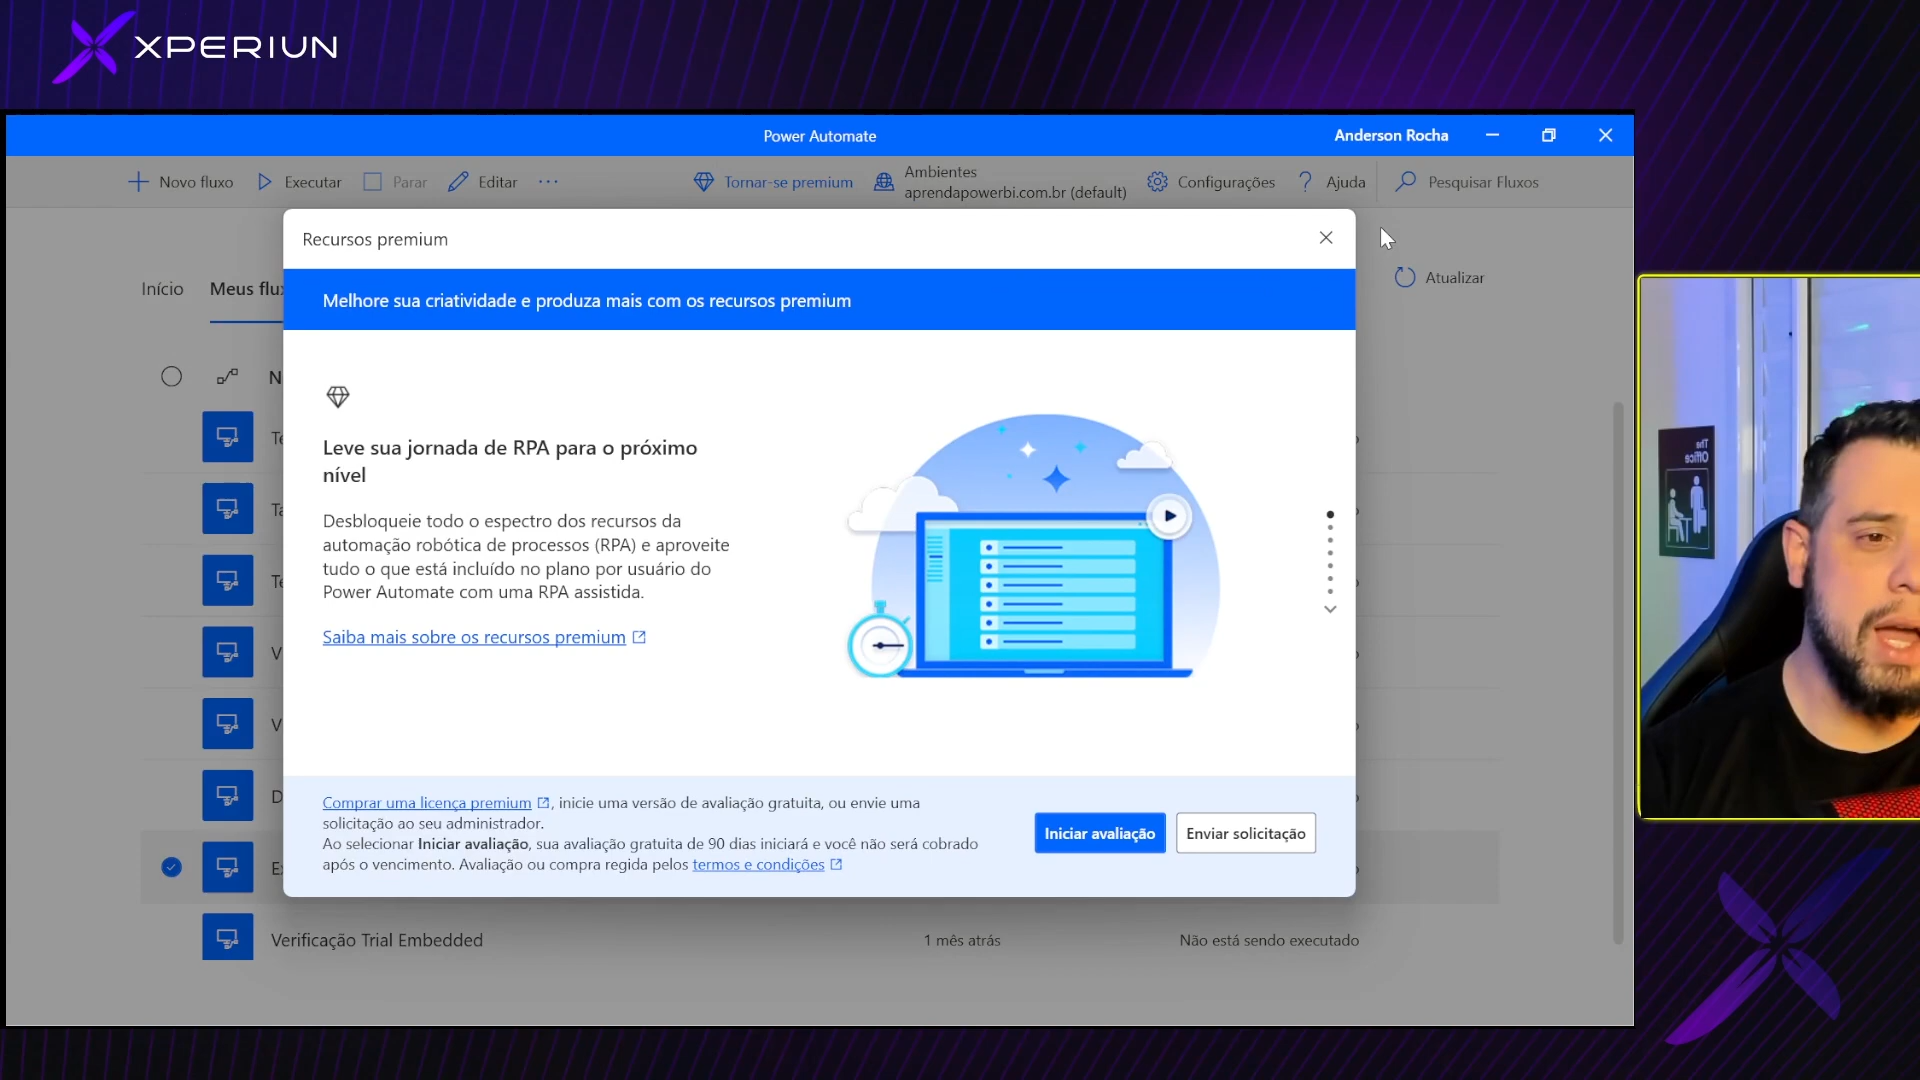 XPERIUN
Power Automate
Anderson Rocha
Novo fluxo
Executar
Parar
Editar
Tornar-se premium
Ambientes
aprendapowerbi.com.br (default)
Configurações
Ajuda
Pesquisar Fluxos
Recursos premium
Início
Meus flu
Atualizar
Melhore sua criatividade e produza mais com os recursos premium
N
Te
Leve sua jornada de RPA para o próximo
nível
Ta
Desbloqueie todo o espectro dos recursos da
automação robótica de processos (RPA) e aproveite
tudo o que está incluído no plano por usuário do
Power Automate com uma RPA assistida.
Te
Saiba mais sobre os recursos premium
V
V
D
Comprar uma licença premium, inicie uma versão de avaliação gratuita, ou envie uma
solicitação ao seu administrador.
Ao selecionar Iniciar avaliação, sua avaliação gratuita de 90 dias iniciará e você não será cobrado
após o vencimento. Avaliação ou compra regida pelos termos e condições
Iniciar avaliação
Enviar solicitação
E
Verificação Trial Embedded
1 mês atrás
Não está sendo executado
The
Office